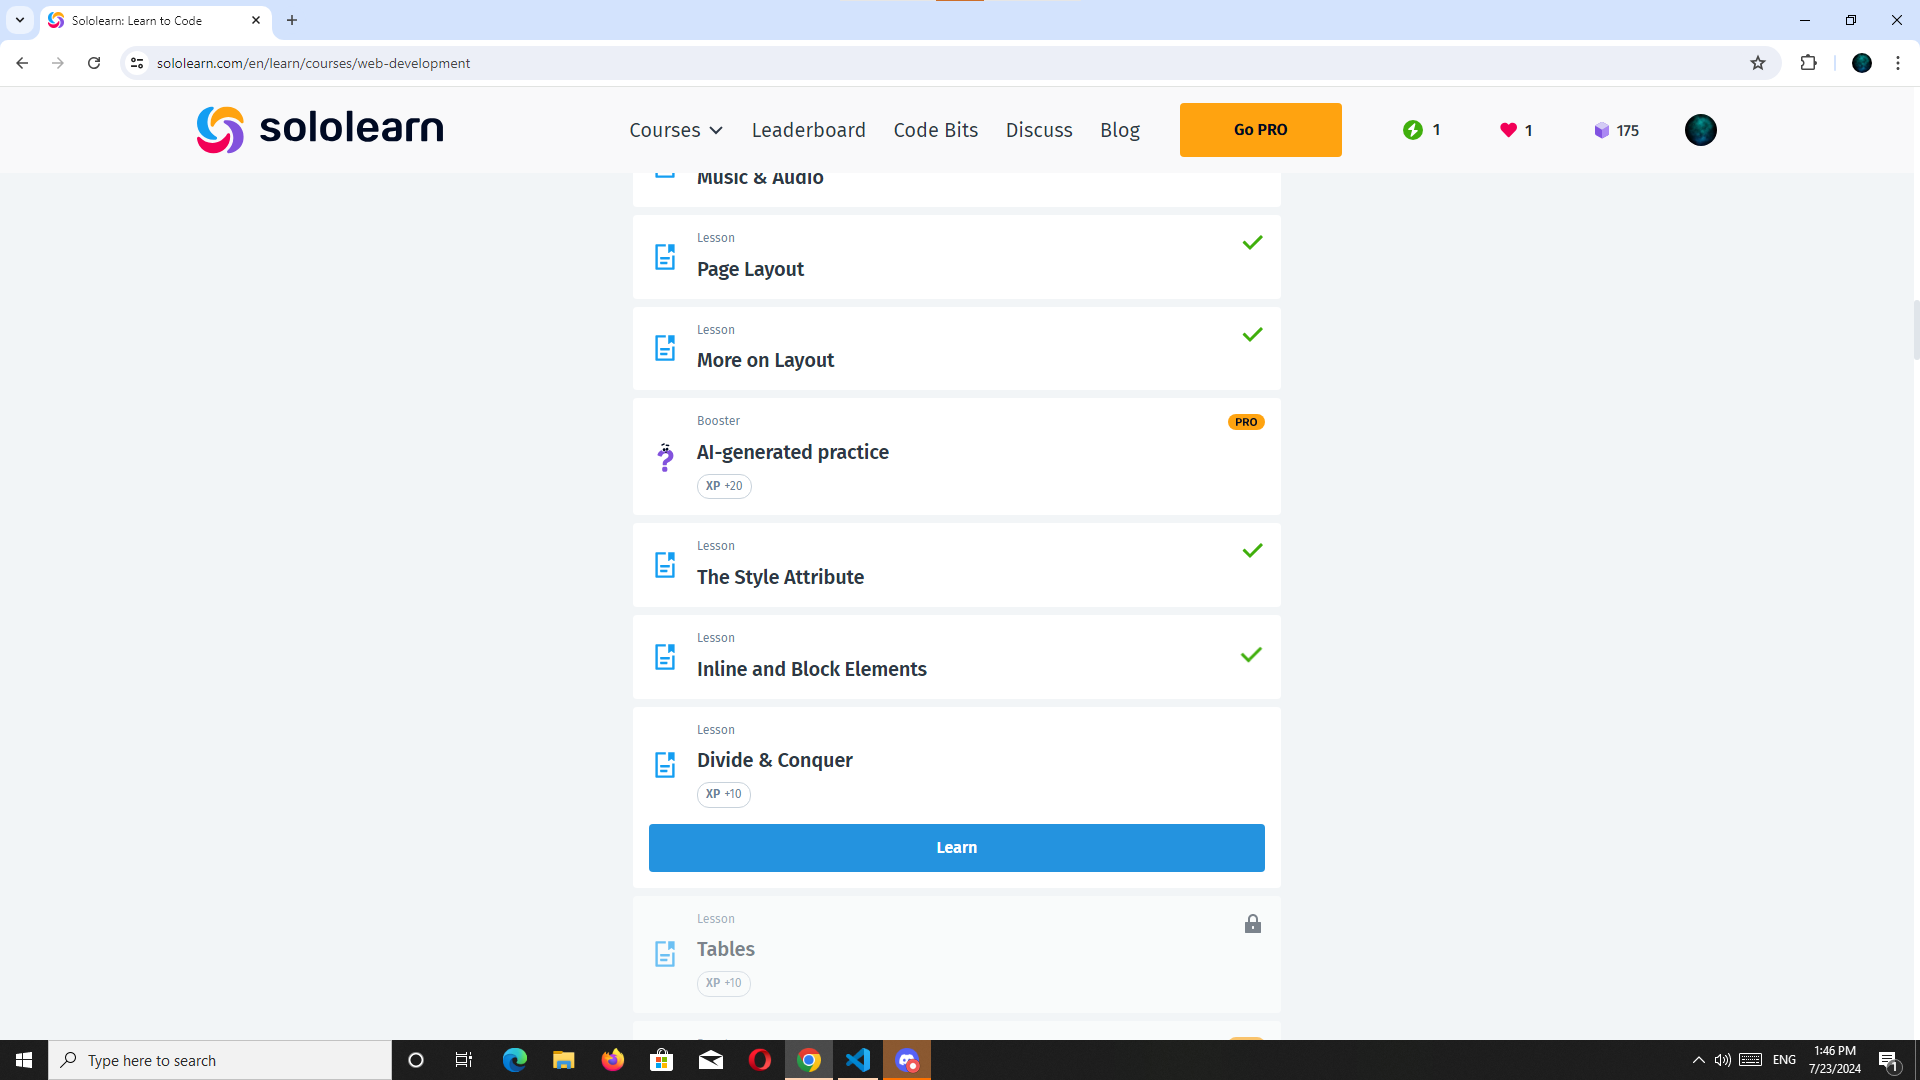 Sololearn: Learn to Code
sololearn.com/en/learn/courses/web-development
sololearn
Courses
Leaderboard
Code Bits
Discuss
Blog
Go PRO
1
1
175
Music & Audio
Lesson
Page Layout
Lesson
More on Layout
Booster
PRO
AI-generated practice
XP +20
Lesson
The Style Attribute
Lesson
Inline and Block Elements
Lesson
Divide & Conquer
XP +10
Learn
Lesson
Tables
XP +10
Type here to search
ENG
1:46 PM
7/23/2024
1